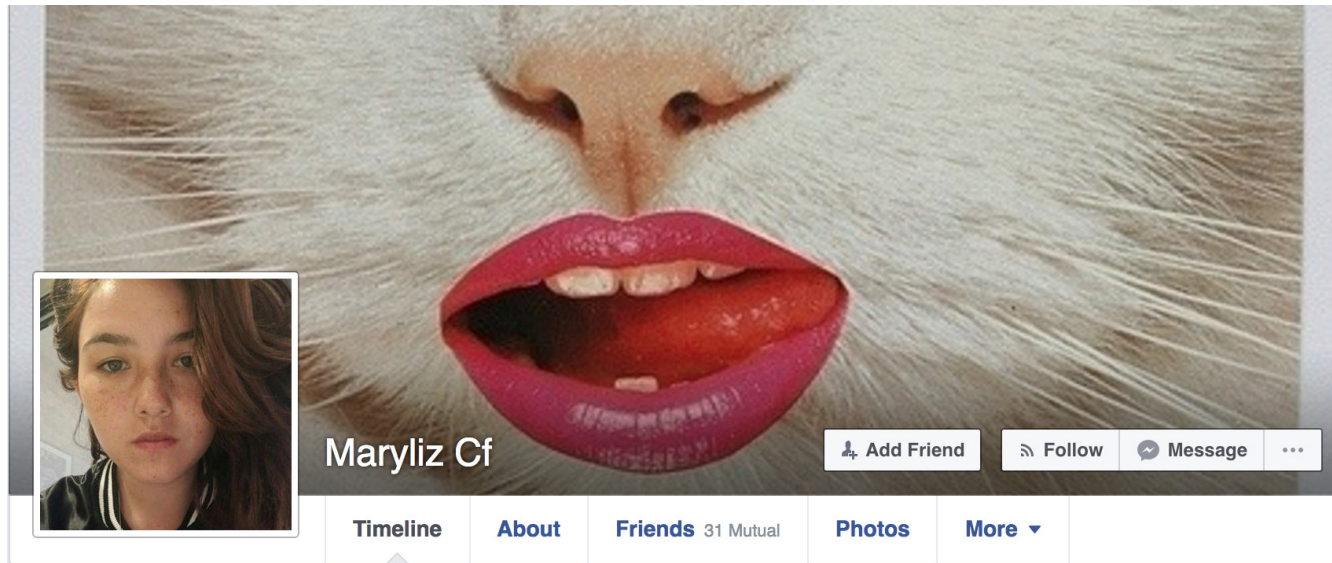 Maryliz Cf
Add Friend
Follow
Message
Timeline
About
Friends 31 Mutual
Photos
More